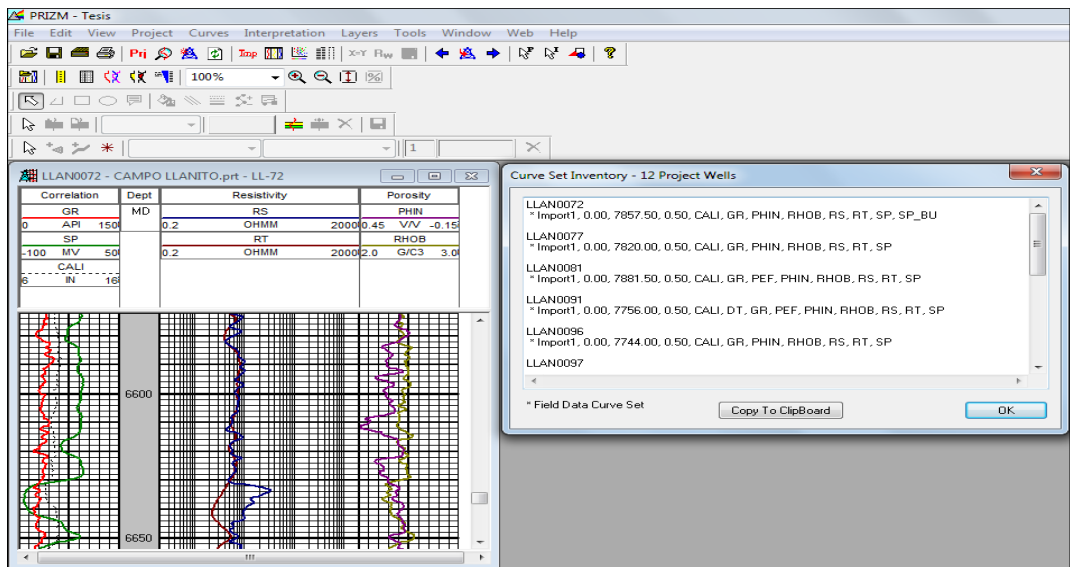 PRIZM - Tesis
File Edit View Project Curves Interpretation Layers Tools Window Web Help
Prj Tmp X-Y Rw
100%
1
LLAN0072 - CAMPO LLANITO.prt - LL-72
Correlation Dept Resistivity Porosity
GR MD RS PHIN
0 API 150 0.2 OHMM 2000 0.45 V/V -0.15
SP RT RHOB
-100 MV 50 0.2 OHMM 2000 2.0 G/C3 3.0
CALI
6 IN 16
6600
6650
Curve Set Inventory - 12 Project Wells
LLAN0072
* Import1, 0.00, 7857.50, 0.50, CALI, GR, PHIN, RHOB, RS, RT, SP, SP_BU
LLAN0077
* Import1, 0.00, 7820.00, 0.50, CALI, GR, PHIN, RHOB, RS, RT, SP
LLAN0081
* Import1, 0.00, 7881.50, 0.50, CALI, GR, PEF, PHIN, RHOB, RS, RT, SP
LLAN0091
* Import1, 0.00, 7756.00, 0.50, CALI, DT, GR, PEF, PHIN, RHOB, RS, RT, SP
LLAN0096
* Import1, 0.00, 7744.00, 0.50, CALI, GR, PHIN, RHOB, RS, RT, SP
LLAN0097
* Field Data Curve Set
Copy To ClipBoard
OK